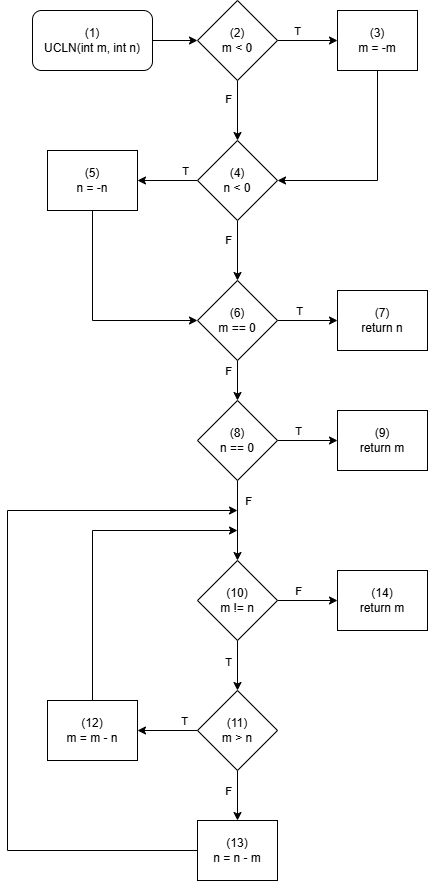 (1)
UCLN(int m, int n)
(2)
m < 0
T
(3)
m = -m
F
(4)
n < 0
T
(5)
n = -n
F
(6)
m == 0
T
(7)
return n
F
(8)
n == 0
T
(9)
return m
F
(10)
m != n
F
(14)
return m
T
(11)
m > n
T
(12)
m = m - n
F
(13)
n = n - m